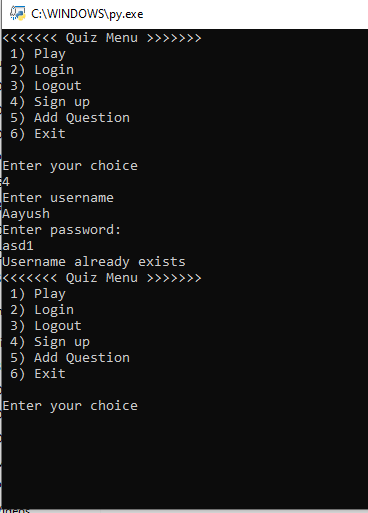 C:\WINDOWS\py.exe
<<<<<<< Quiz Menu >>>>>>>
1) Play
2) Login
3) Logout
4) Sign up
5) Add Question
6) Exit
Enter your choice
4
Enter username
Aayush
Enter password:
asd1
Username already exists
<<<<<<< Quiz Menu >>>>>>>
1) Play
2) Login
3) Logout
4) Sign up
5) Add Question
6) Exit
Enter your choice